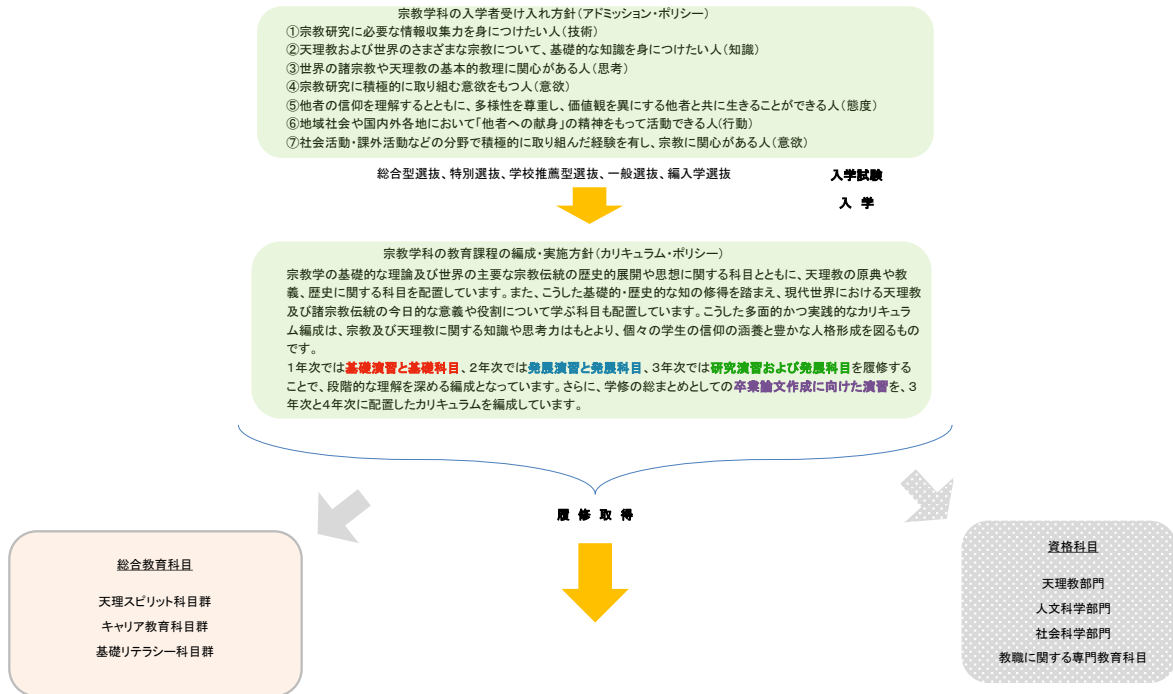 宗教学科の入学者受け入れ方針(アドミッション・ポリシー)
①宗教研究に必要な情報収集力を身につけたい人(技術)
②天理教および世界のさまざまな宗教について、基礎的な知識を身につけたい人(知識)
③世界の諸宗教や天理教の基本的教理に関心がある人(思考)
④宗教研究に積極的に取り組む意欲をもつ人(意欲)
⑤他者の信仰を理解するとともに、多様性を尊重し、価値観を異にする他者と共に生きることができる人(態度)
⑥地域社会や国内外各地において「他者への献身」の精神をもって活動できる人(行動)
⑦社会活動・課外活動などの分野で積極的に取り組んだ経験を有し、宗教に関心がある人(意欲)
総合型選抜、特別選抜、学校推薦型選抜、一般選抜、編入学選抜
入学試験
入 学
宗教学科の教育課程の編成・実施方針(カリキュラム・ポリシー)
宗教学の基礎的な理論及び世界の主要な宗教伝統の歴史的展開や思想に関する科目とともに、天理教の原典や教
義、歴史に関する科目を配置しています。また、こうした基礎的・歴史的な知の修得を踏まえ、現代世界における天理教
及び諸宗教伝統の今日的な意義や役割について学ぶ科目も配置しています。こうした多面的かつ実践的なカリキュラ
ム編成は、宗教及び天理教に関する知識や思考力はもとより、個々の学生の信仰の涵養と豊かな人格形成を図るもの
です。
1年次では基礎演習と基礎科目、2年次では発展演習と発展科目、3年次では研究演習および発展科目を履修する
ことで、段階的な理解を深める編成となっています。さらに、学修の総まとめとしての卒業論文作成に向けた演習を、3
年次と4年次に配置したカリキュラムを編成しています。
履 修 取 得
総合教育科目
天理スピリット科目群
キャリア教育科目群
基礎リテラシー科目群
資格科目
天理教部門
人文科学部門
社会科学部門
教職に関する専門教育科目